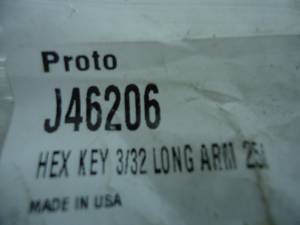 Proto
J46206
HEX KEY 3/32 LONG ARM
MADE IN USA